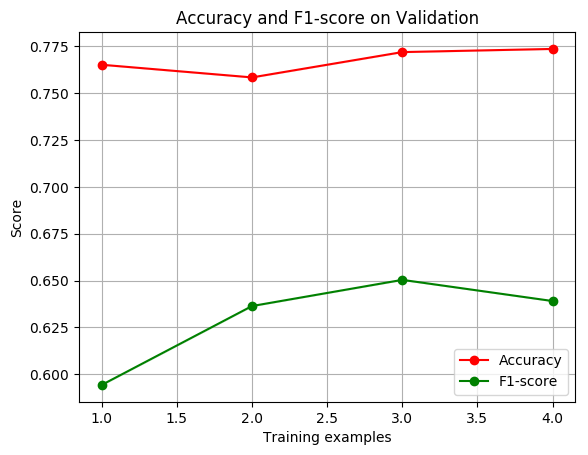 Accuracy and F1-score on Validation
0.775
0.750
0.725
0.700
0.675
0.650
0.625
0.600
Score
1.0 1.5 2.0 2.5 3.0 3.5 4.0
Training examples
Accuracy
F1-score